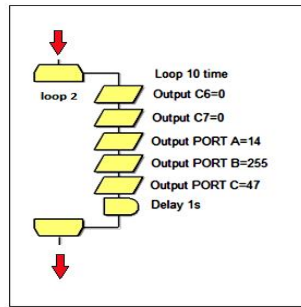 Loop 10 time
loop 2
Output C6=0
Output C7=0
Output PORT A=14
Output PORT B=255
Output PORT C=47
Delay 1s